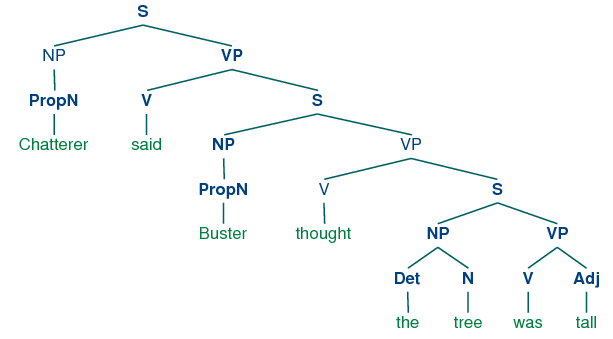 S
NP VP
PropN V S
Chatterer said NP VP
PropN V S
Buster thought NP VP
Det N V Adj
the tree was tall